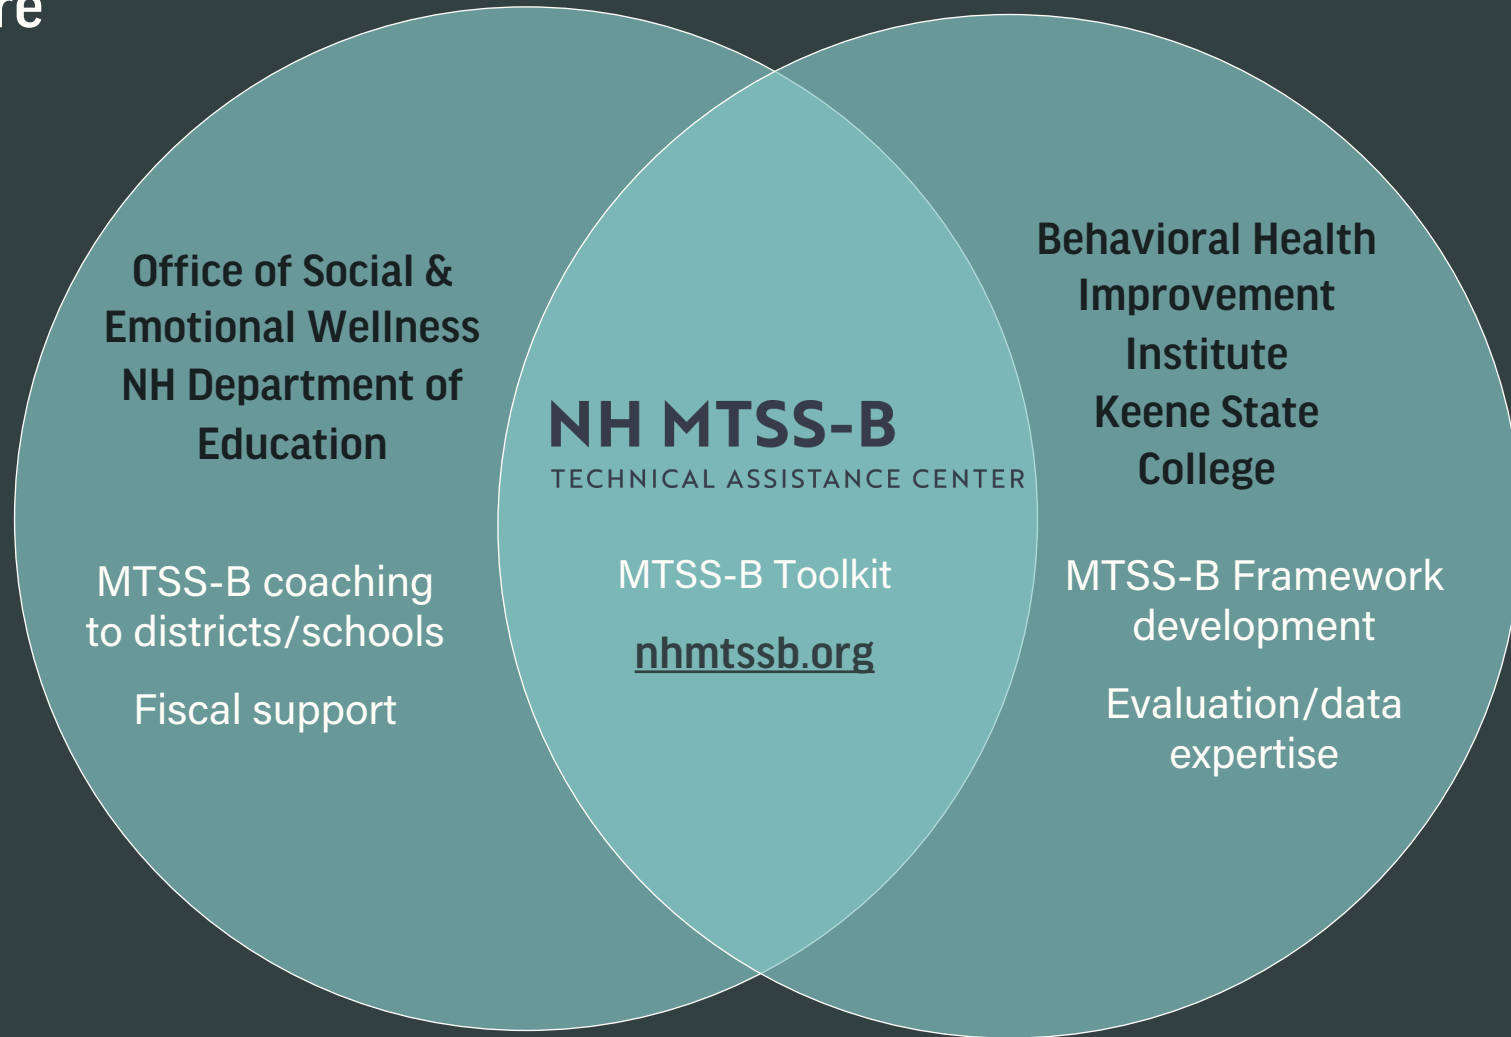 Office of Social &
Emotional Wellness
NH Department of
Education
MTSS-B coaching
to districts/schools
Fiscal support
NH MTSS-B
TECHNICAL ASSISTANCE CENTER
MTSS-B Toolkit
nhmtssb.org
Behavioral Health
Improvement
Institute
Keene State
College
MTSS-B Framework
development
Evaluation/data
expertise